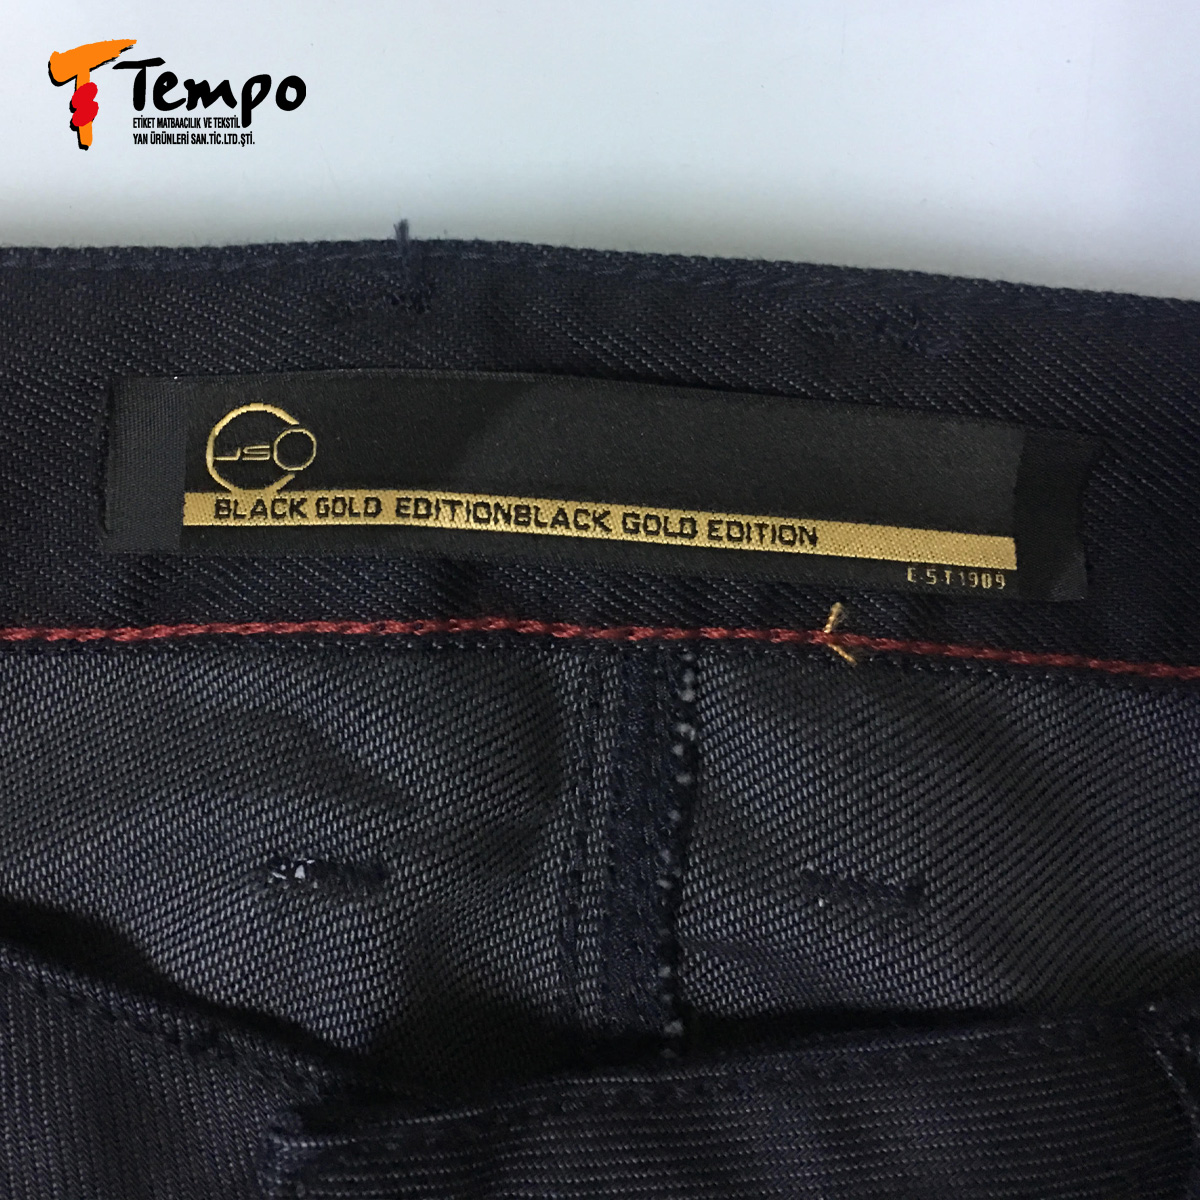 Tempo
ETİKET MATBAACILIK VE TEKSTİL
YAN ÜRÜNLERİ SAN.TİC.LTD.ŞTİ.
BLACK GOLD EDITIONBLACK GOLD EDITION
E·S·T 1909